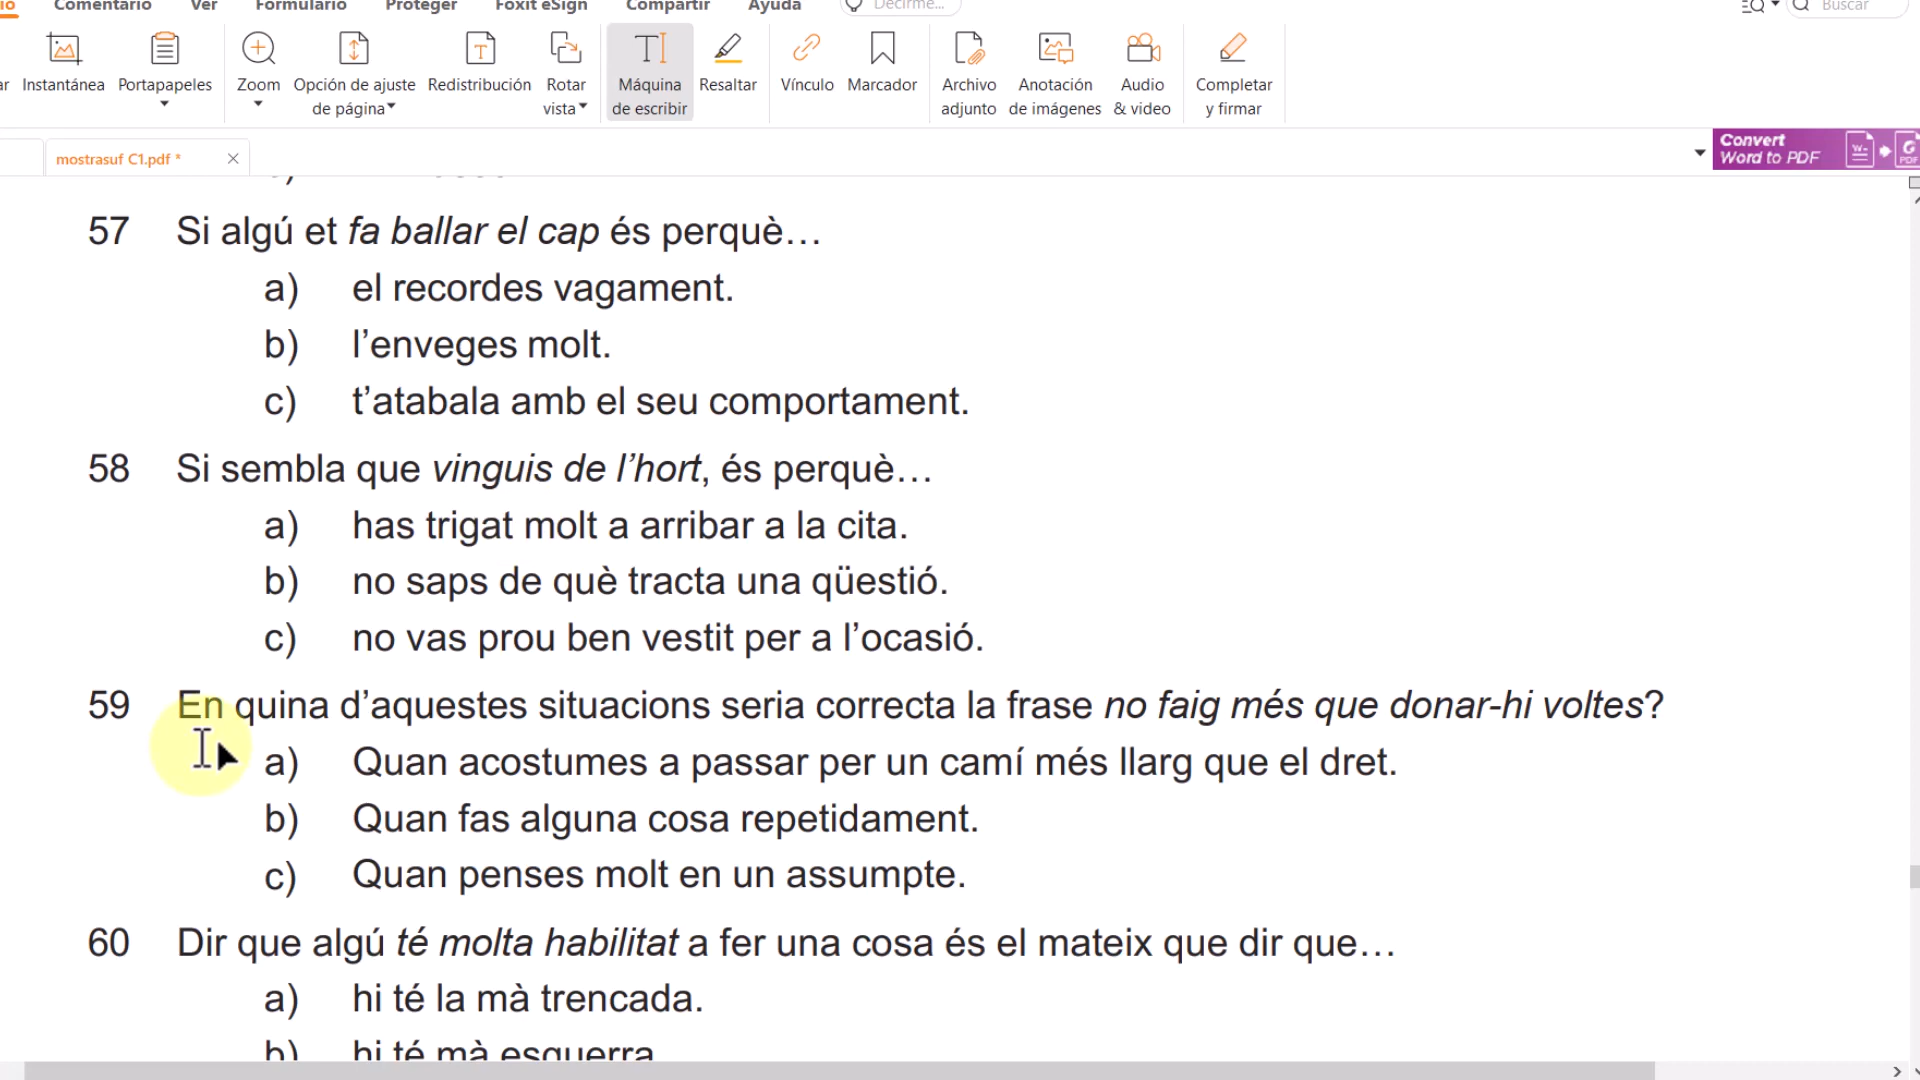 Comentario Ver Formulario Proteger Foxit eSign Compartir Ayuda Decirme... Buscar
Instantánea Portapapeles Zoom Opción de ajuste de página Redistribución Rotar vista Máquina de escribir Resaltar Vínculo Marcador Archivo adjunto Anotación de imágenes Audio & video Completar y firmar
mostrasuf C1.pdf *
Convert
Word to PDF
57 Si algú et fa ballar el cap és perquè…
a) el recordes vagament.
b) l’enveges molt.
c) t’atabala amb el seu comportament.
58 Si sembla que vinguis de l’hort, és perquè…
a) has trigat molt a arribar a la cita.
b) no saps de què tracta una qüestió.
c) no vas prou ben vestit per a l’ocasió.
59 En quina d’aquestes situacions seria correcta la frase no faig més que donar-hi voltes?
a) Quan acostumes a passar per un camí més llarg que el dret.
b) Quan fas alguna cosa repetidament.
c) Quan penses molt en un assumpte.
60 Dir que algú té molta habilitat a fer una cosa és el mateix que dir que…
a) hi té la mà trencada.
b) hi té mà esquerra